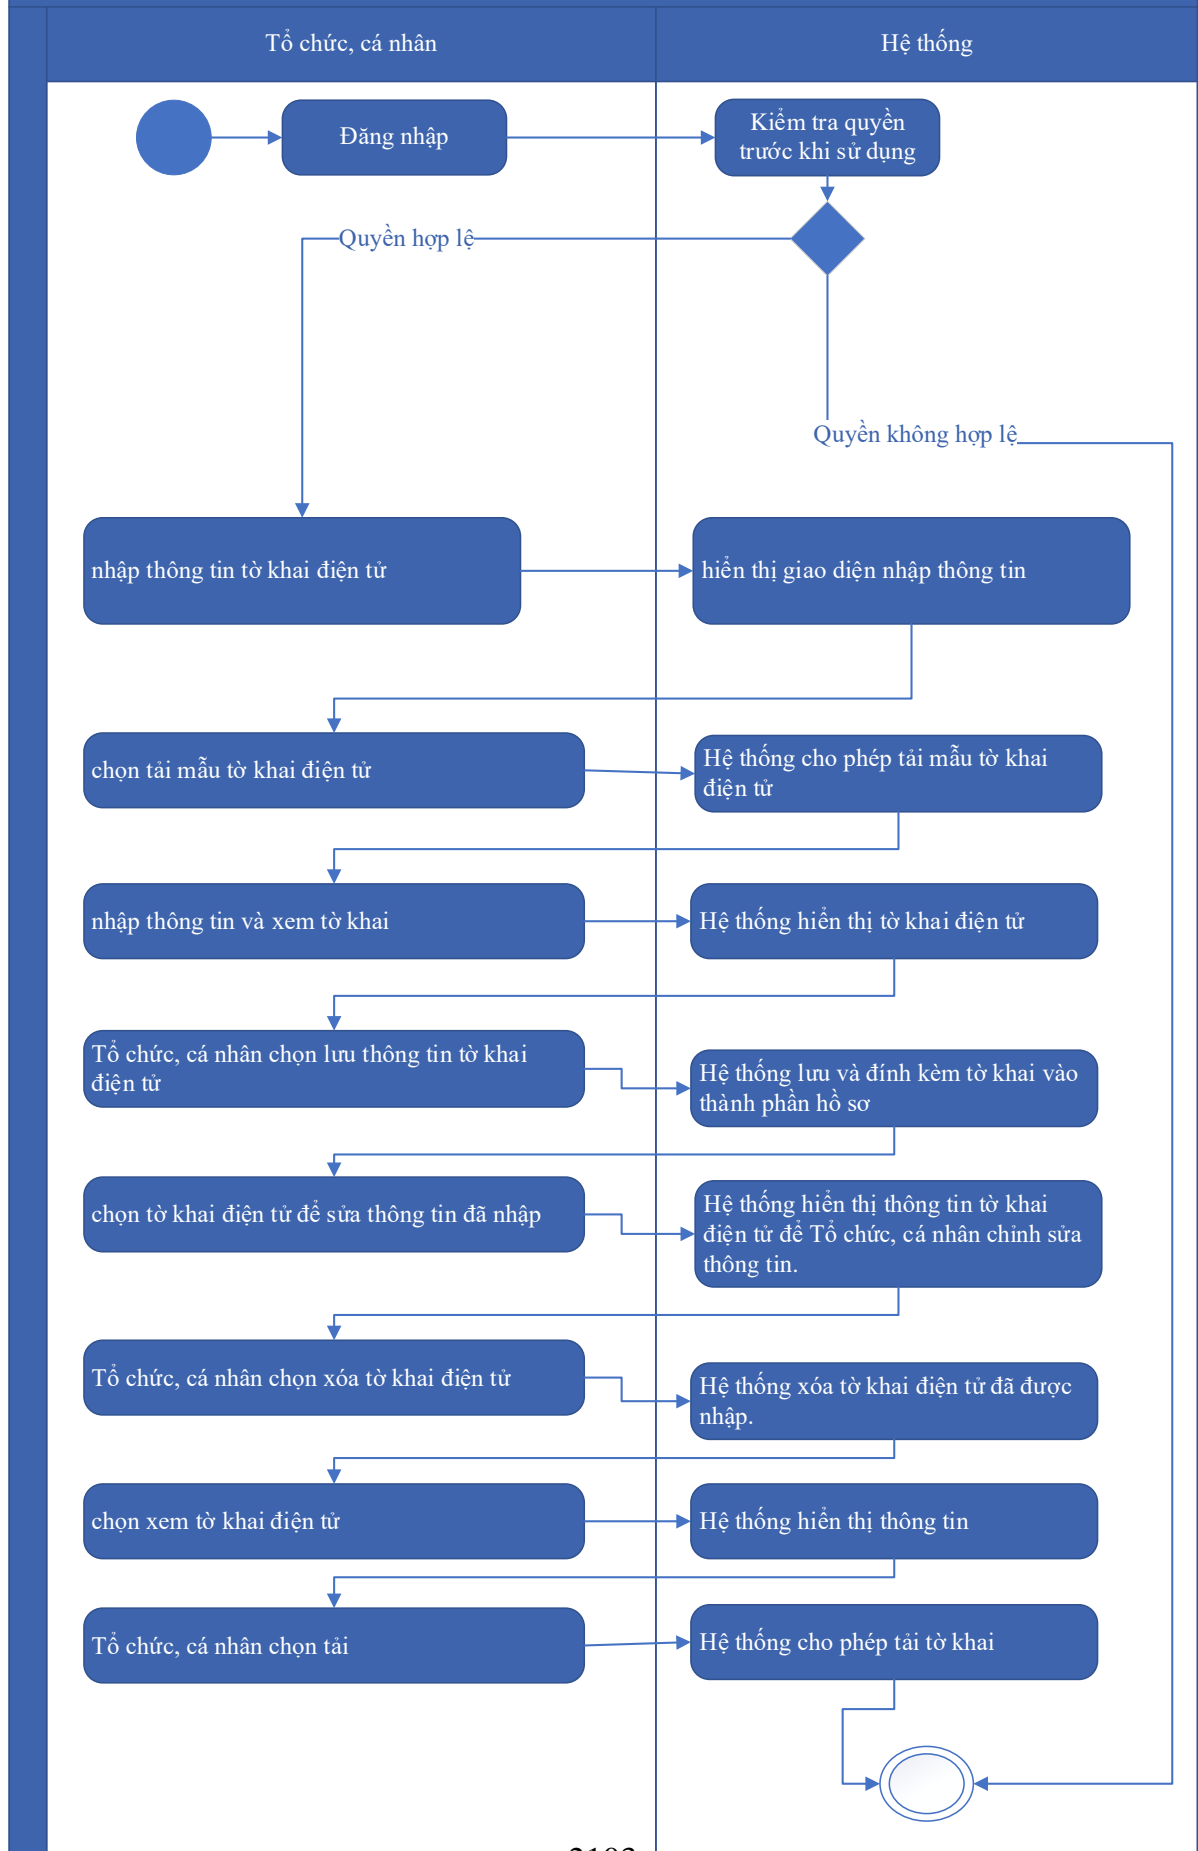 Tổ chức, cá nhân
Hệ thống
Đăng nhập
Kiểm tra quyền
trước khi sử dụng
Quyền hợp lệ
Quyền không hợp lệ
nhập thông tin tờ khai điện tử
hiển thị giao diện nhập thông tin
chọn tải mẫu tờ khai điện tử
Hệ thống cho phép tải mẫu tờ khai
điện tử
nhập thông tin và xem tờ khai
Hệ thống hiển thị tờ khai điện tử
Tổ chức, cá nhân chọn lưu thông tin tờ khai
điện tử
Hệ thống lưu và đính kèm tờ khai vào
thành phần hồ sơ
chọn tờ khai điện tử để sửa thông tin đã nhập
Hệ thống hiển thị thông tin tờ khai
điện tử để Tổ chức, cá nhân chỉnh sửa
thông tin.
Tổ chức, cá nhân chọn xóa tờ khai điện tử
Hệ thống xóa tờ khai điện tử đã được
nhập.
chọn xem tờ khai điện tử
Hệ thống hiển thị thông tin
Tổ chức, cá nhân chọn tải
Hệ thống cho phép tải tờ khai